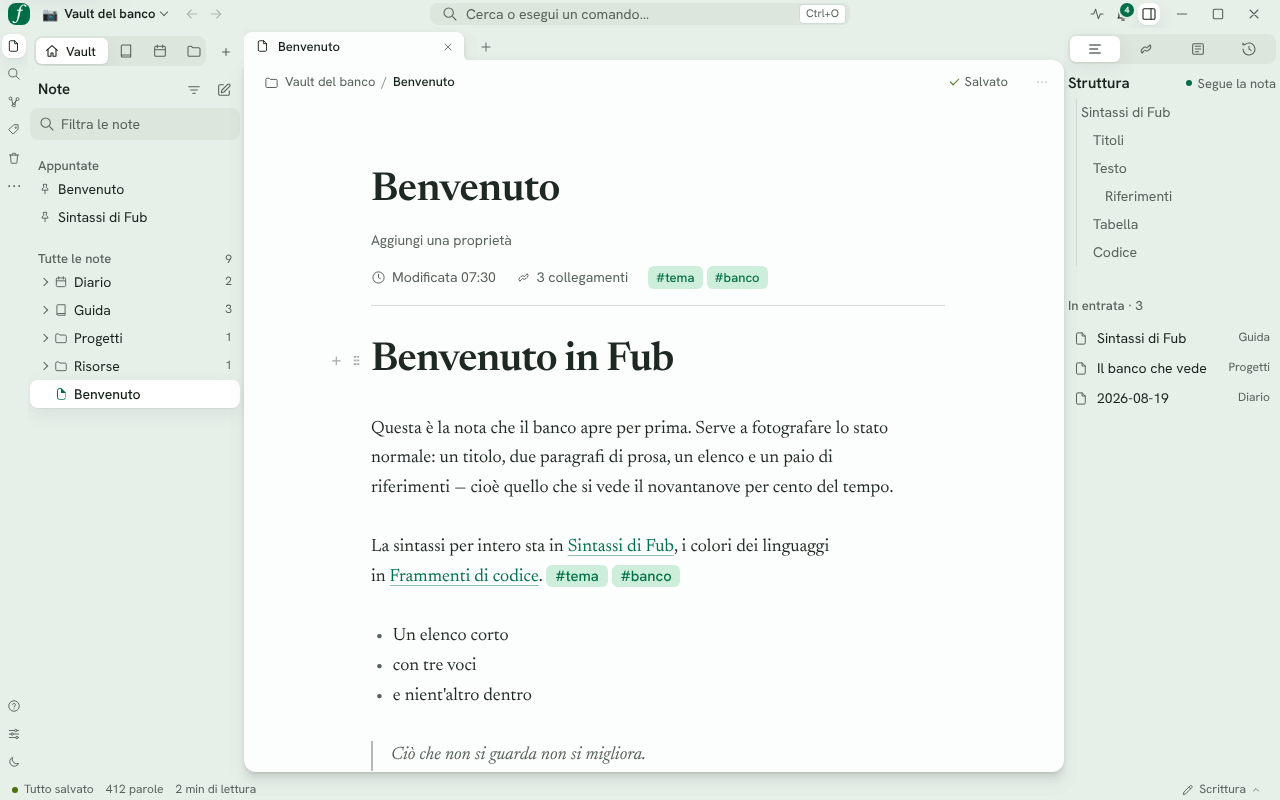 Vault del banco
Cerca o esegui un comando...
Ctrl+O
4
Vault
Note
Filtra le note
Appuntate
Benvenuto
Sintassi di Fub
Tutte le note 9
Diario 2
Guida 3
Progetti 1
Risorse 1
Benvenuto
Benvenuto
Vault del banco / Benvenuto
Salvato
Benvenuto
Aggiungi una proprietà
Modificata 07:30 3 collegamenti #tema #banco
Benvenuto in Fub
Questa è la nota che il banco apre per prima. Serve a fotografare lo stato
normale: un titolo, due paragrafi di prosa, un elenco e un paio di
riferimenti — cioè quello che si vede il novantanove per cento del tempo.
La sintassi per intero sta in Sintassi di Fub, i colori dei linguaggi
in Frammenti di codice. #tema #banco
• Un elenco corto
• con tre voci
• e nient'altro dentro
Ciò che non si guarda non si migliora.
Struttura
Segue la nota
Sintassi di Fub
Titoli
Testo
Riferimenti
Tabella
Codice
In entrata · 3
Sintassi di Fub Guida
Il banco che vede Progetti
2026-08-19 Diario
Tutto salvato 412 parole 2 min di lettura
Scrittura